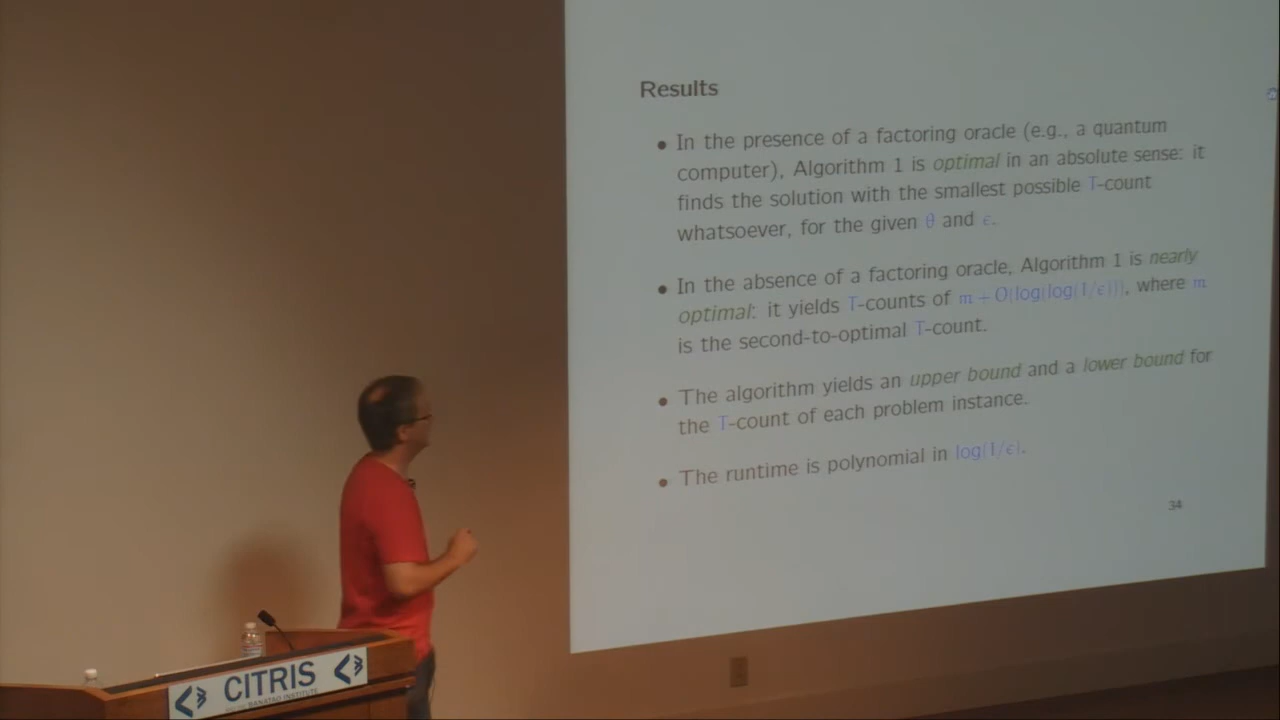 Results
• In the presence of a factoring oracle (e.g., a quantum
computer), Algorithm 1 is optimal in an absolute sense: it
finds the solution with the smallest possible T-count
whatsoever, for the given θ and ϵ.
• In the absence of a factoring oracle, Algorithm 1 is nearly
optimal: it yields T-counts of m + O(log(log(1/ϵ))), where m
is the second-to-optimal T-count.
• The algorithm yields an upper bound and a lower bound for
the T-count of each problem instance.
• The runtime is polynomial in log(1/ϵ).
34
CITRIS
BANATAO INSTITUTE